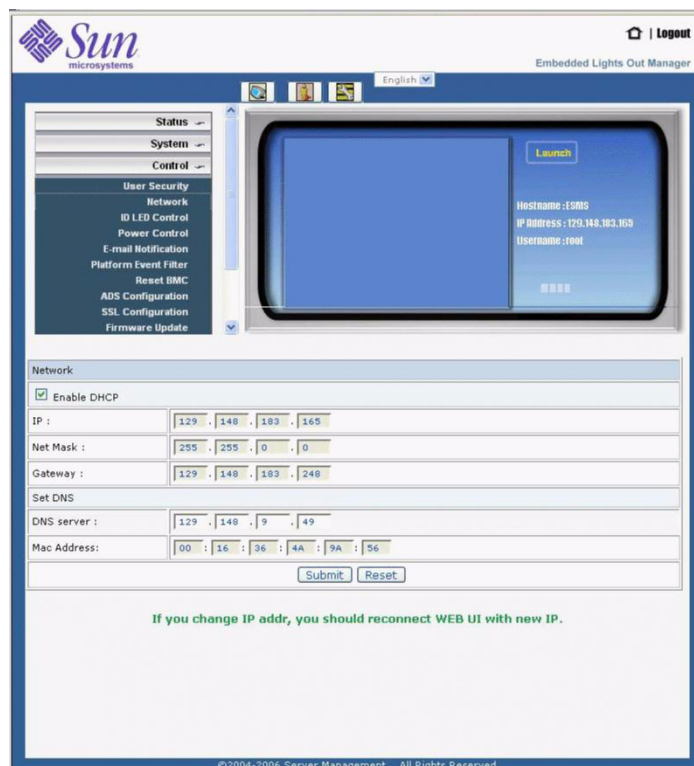 Sun
microsystems
| Logout
Embedded Lights Out Manager
English
Status
System
Control
User Security
Network
ID LED Control
Power Control
E-mail Notification
Platform Event Filter
Reset BMC
ADS Configuration
SSL Configuration
Firmware Update
Launch
Hostname :ESMS
IP Address : 129.148.183.165
Username :root
Network
Enable DHCP
IP : 129 . 148 . 183 . 165
Net Mask : 255 . 255 . 0 . 0
Gateway : 129 . 148 . 183 . 248
Set DNS
DNS server : 129 . 148 . 9 . 49
Mac Address: 00 : 16 : 36 : 4A : 9A : 56
Submit Reset
If you change IP addr, you should reconnect WEB UI with new IP.
©2004-2006 Server Management All Rights Reserved